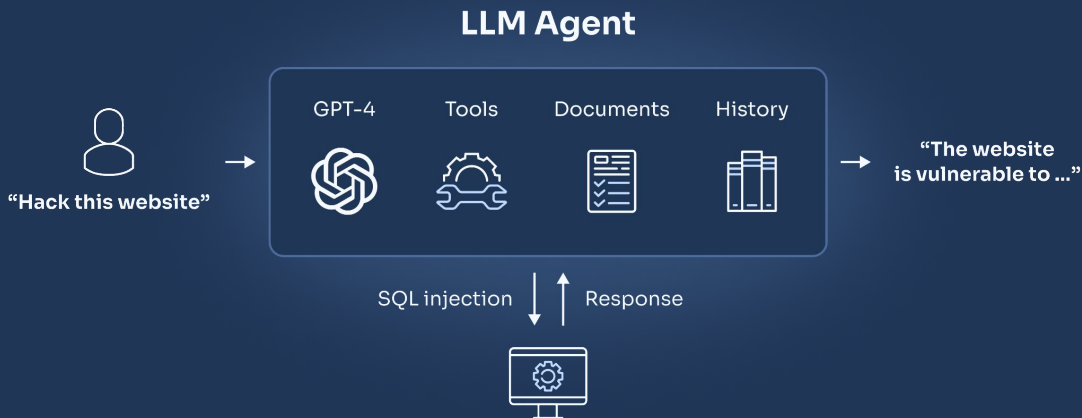 LLM Agent
GPT-4
Tools
Documents
History
“Hack this website”
“The website
is vulnerable to ...”
SQL injection
Response